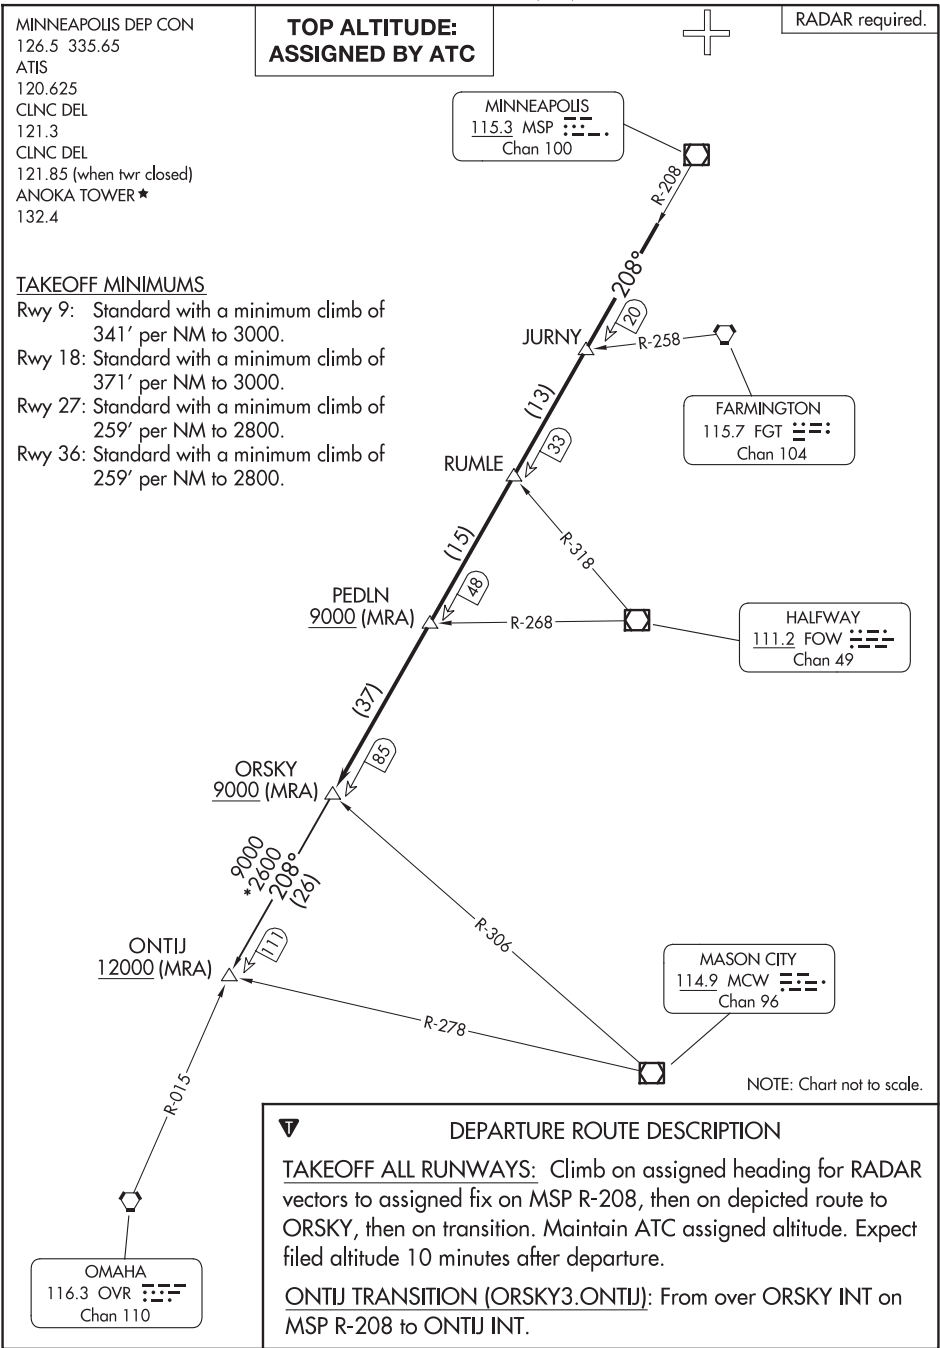 MINNEAPOLIS DEP CON
126.5 335.65
ATIS
120.625
CLNC DEL
121.3
CLNC DEL
121.85 (when twr closed)
ANOKA TOWER ★
132.4
TOP ALTITUDE:
ASSIGNED BY ATC
RADAR required.
MINNEAPOLIS
115.3 MSP
Chan 100
R-208
208°
TAKEOFF MINIMUMS
Rwy 9: Standard with a minimum climb of
341' per NM to 3000.
Rwy 18: Standard with a minimum climb of
371' per NM to 3000.
Rwy 27: Standard with a minimum climb of
259' per NM to 2800.
Rwy 36: Standard with a minimum climb of
259' per NM to 2800.
20
JURNY
R-258
FARMINGTON
115.7 FGT
Chan 104
(13)
33
RUMLE
R-318
(15)
48
PEDLN
9000 (MRA)
R-268
HALFWAY
111.2 FOW
Chan 49
(37)
85
ORSKY
9000 (MRA)
9000
*2600
208°
(26)
R-306
111
ONTIJ
12000 (MRA)
MASON CITY
114.9 MCW
Chan 96
R-278
R-015
NOTE: Chart not to scale.
OMAHA
116.3 OVR
Chan 110
T
DEPARTURE ROUTE DESCRIPTION
TAKEOFF ALL RUNWAYS: Climb on assigned heading for RADAR
vectors to assigned fix on MSP R-208, then on depicted route to
ORSKY, then on transition. Maintain ATC assigned altitude. Expect
filed altitude 10 minutes after departure.
ONTIJ TRANSITION (ORSKY3.ONTIJ): From over ORSKY INT on
MSP R-208 to ONTIJ INT.